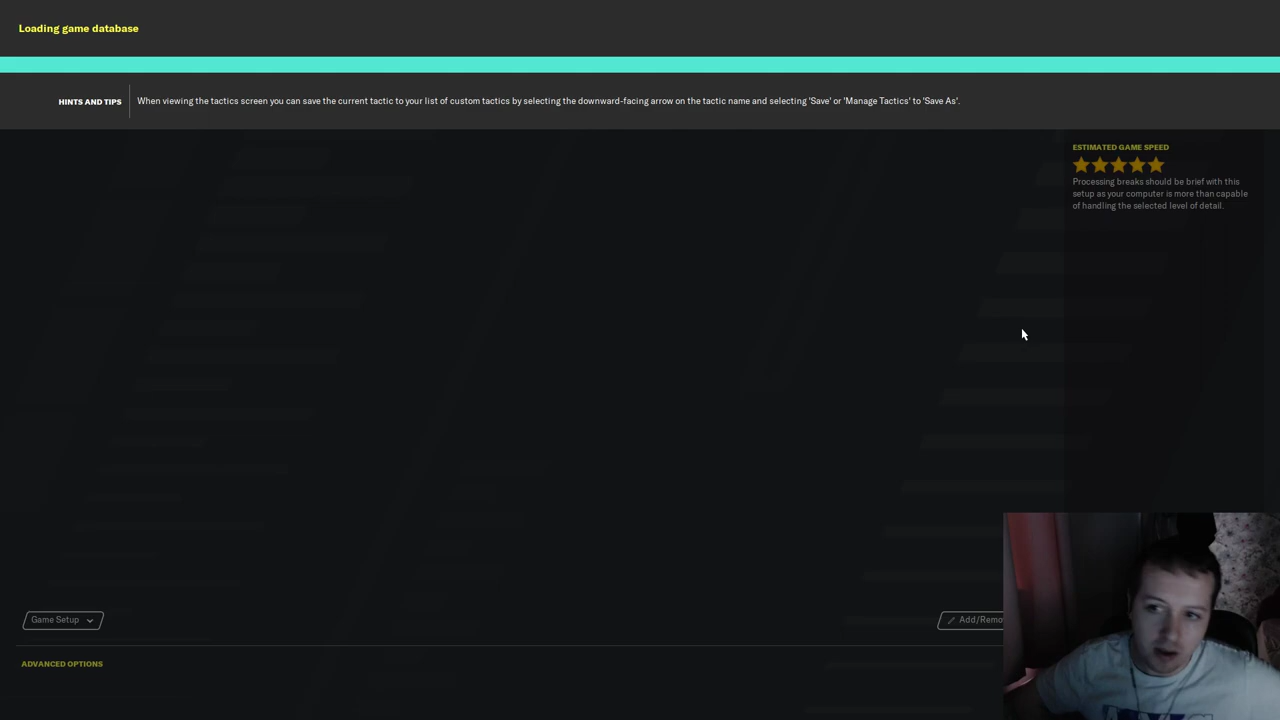 Loading game database
HINTS AND TIPS
When viewing the tactics screen you can save the current tactic to your list of custom tactics by selecting the downward-facing arrow on the tactic name and selecting 'Save' or 'Manage Tactics' to 'Save As'.
ESTIMATED GAME SPEED
Processing breaks should be brief with this
setup as your computer is more than capable
of handling the selected level of detail.
Game Setup
Add/Remo
ADVANCED OPTIONS